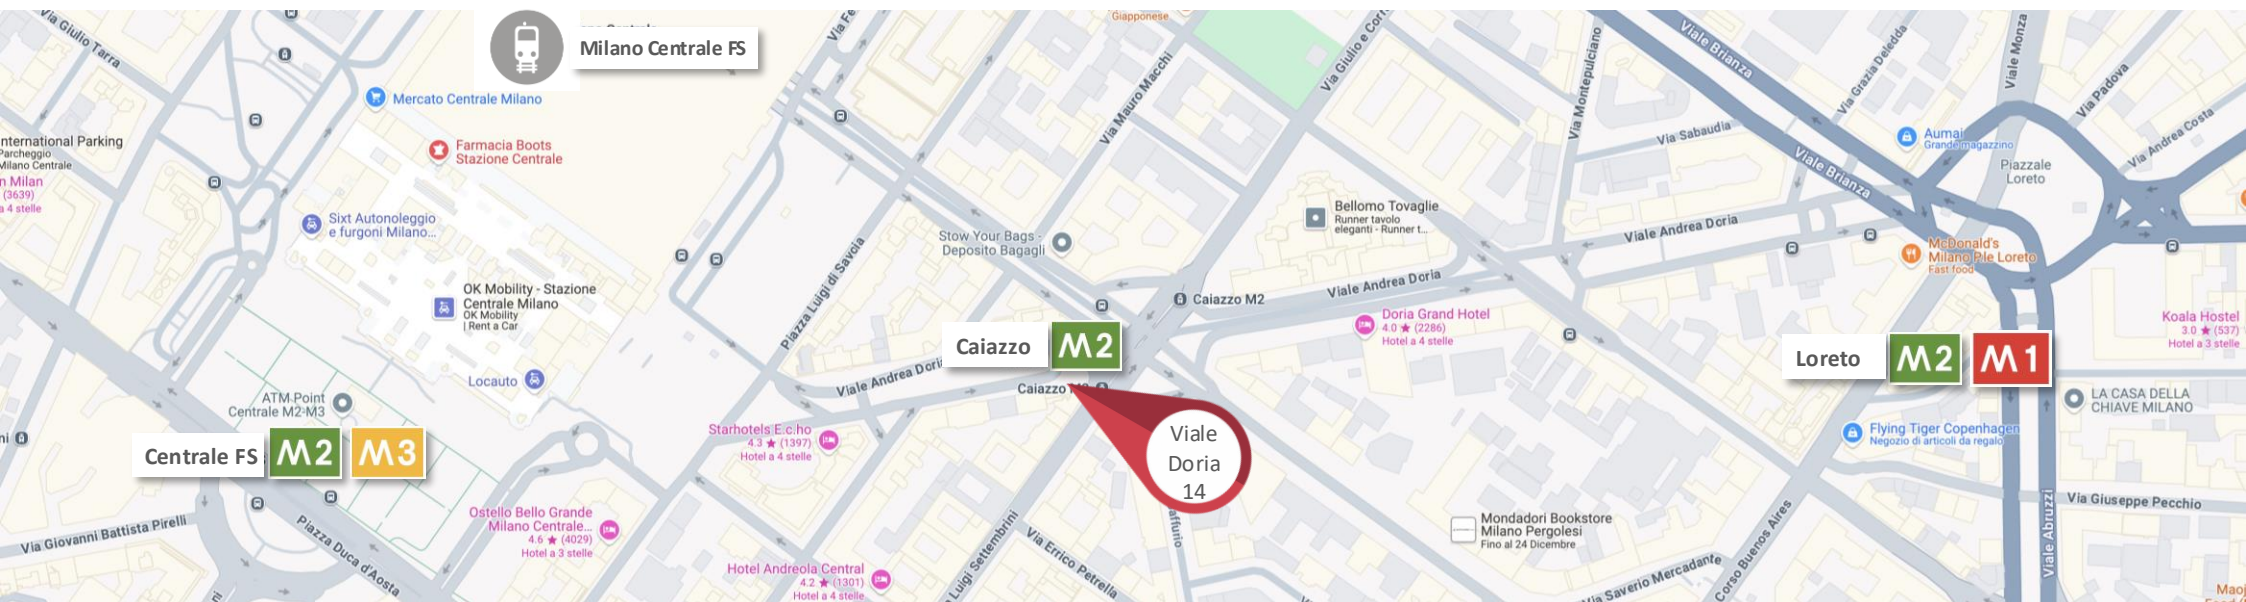 Via Giulio Tarra
Milano Centrale FS
Giapponese
Via Mauro Macchi
Via Montepulciano
Viale Brianza
Via Grazia Deledda
Viale Monza
Via Padova
Mercato Centrale Milano
Farmacia Boots
Stazione Centrale
nternational Parking
Parcheggio
Milano Centrale
n Milan
(3639)
a 4 stelle
Sixt Autonoleggio
e furgoni Milano...
OK Mobility - Stazione
Centrale Milano
OK Mobility
| Rent a Car
Locauto
Piazza Luigi di Savoia
Stow Your Bags -
Deposito Bagagli
Bellomo Tovaglie
Runner tavolo
eleganti - Runner t...
Via Sabaudia
Viale Brianza
Aumai
Grande magazzino
Piazzale
Loreto
Via Andrea Costa
Viale Andrea Doria
McDonald's
Milano Ple Loreto
Fast food
Caiazzo M2
Viale Andrea Doria
Doria Grand Hotel
4.0 ★ (2286)
Hotel a 4 stelle
Koala Hostel
3.0 ★ (537)
Hotel a 3 stelle
Caiazzo
M2
Loreto
M2
M1
Viale Andrea Dori
Caiazzo
Viale
Doria
14
ATM Point
Centrale M2-M3
Centrale FS
M2
M3
Starhotels E.c.ho
4.3 ★ (1397)
Hotel a 4 stelle
LA CASA DELLA
CHIAVE MILANO
Flying Tiger Copenhagen
Negozio di articoli da regalo
Ostello Bello Grande
Milano Centrale...
4.6 ★ (4029)
Hotel a 3 stelle
Via Giovanni Battista Pirelli
Piazza Duca d'Aosta
Hotel Andreola Central
4.2 ★ (1301)
Hotel a 4 stelle
Luigi Settembrini
Via Errico Petrella
Mondadori Bookstore
Milano Pergolesi
Fino al 24 Dicembre
Via Saverio Mercadante
Corso Buenos Aires
Viale Abruzzi
Via Giuseppe Pecchio